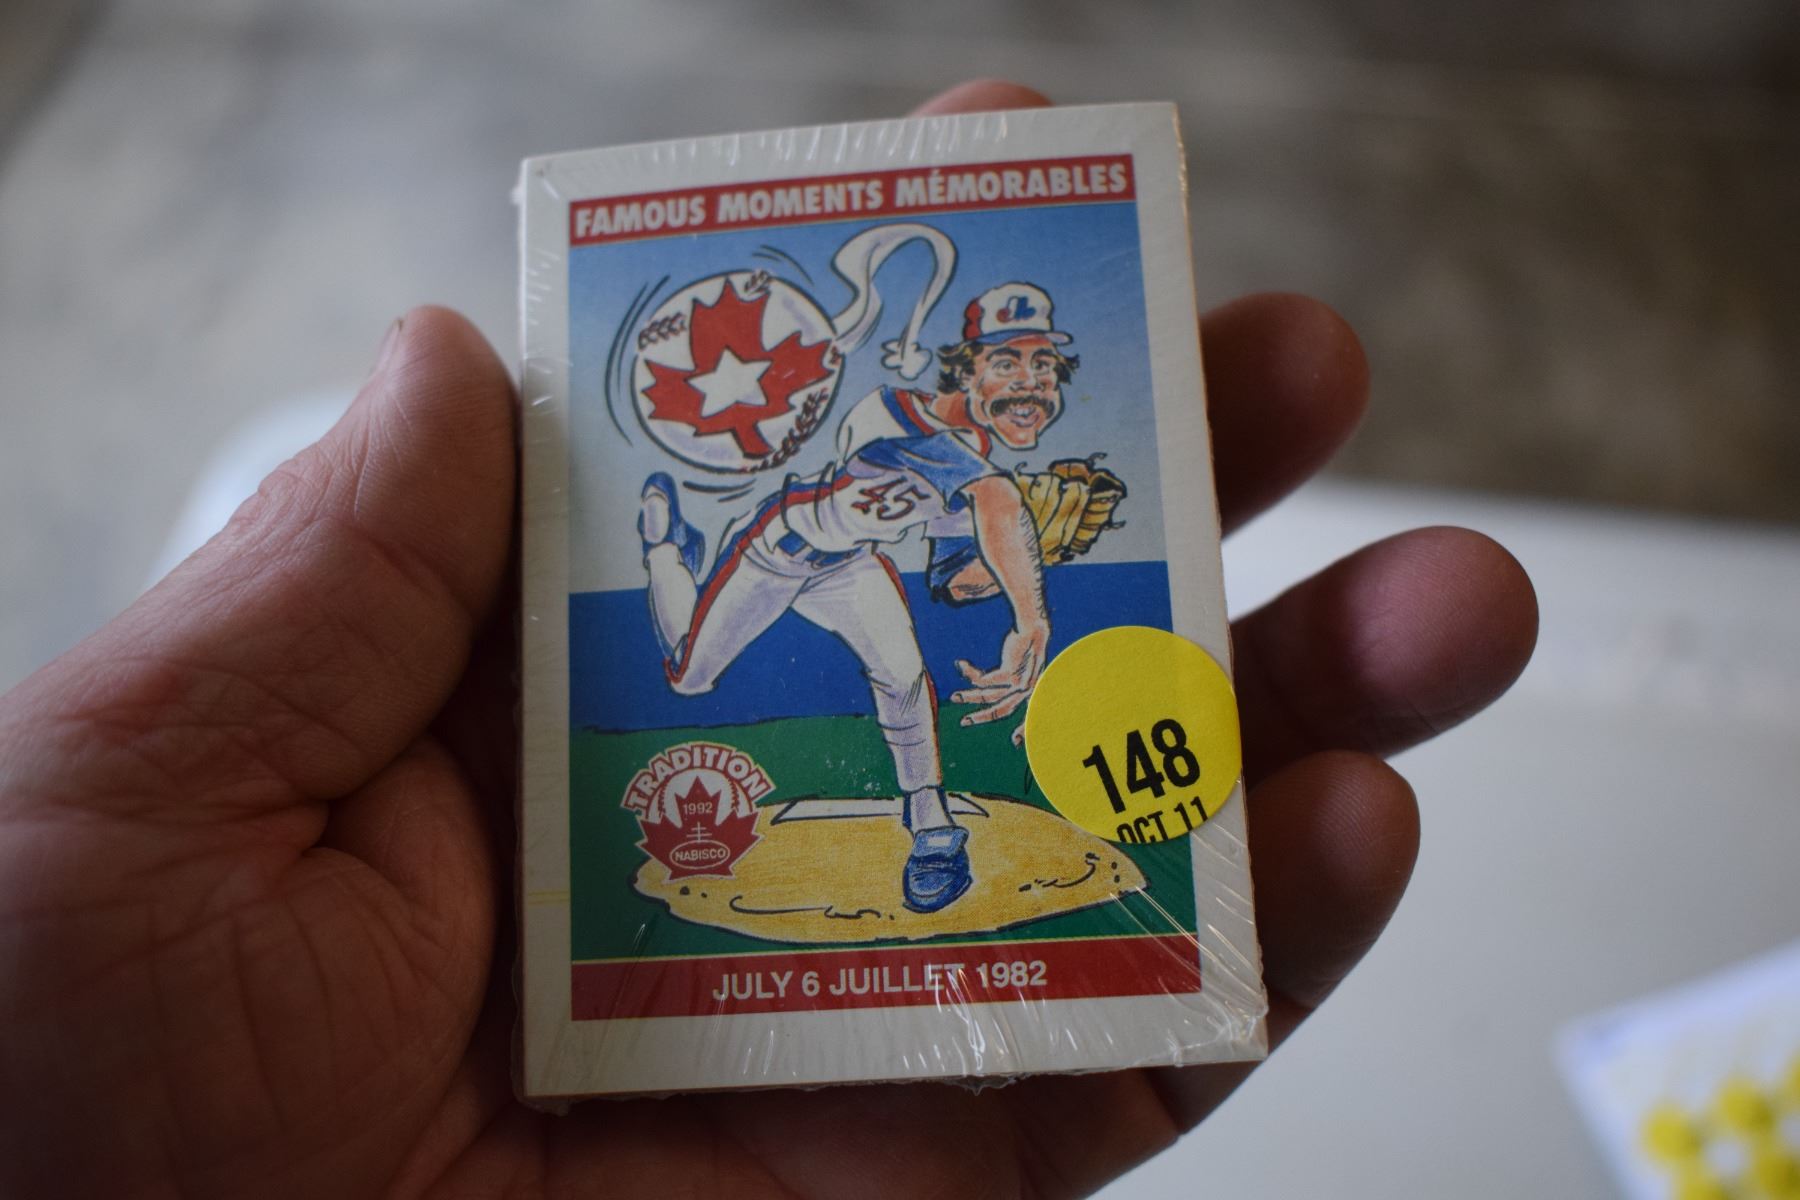 FAMOUS MOMENTS MÉMORABLES
45
TRADITION
1992
NABISCO
148
OCT 11
JULY 6 JUILLET 1982